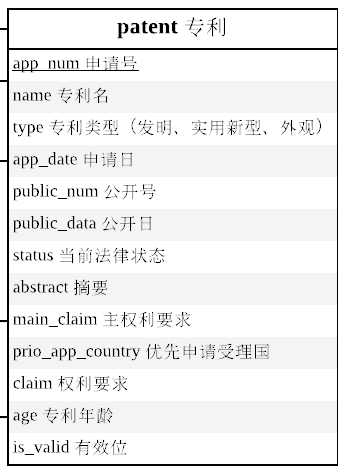 patent 专利
app_num 申请号
name 专利名
type 专利类型（发明、实用新型、外观）
app_date 申请日
public_num 公开号
public_data 公开日
status 当前法律状态
abstract 摘要
main_claim 主权利要求
prio_app_country 优先申请受理国
claim 权利要求
age 专利年龄
is_valid 有效位